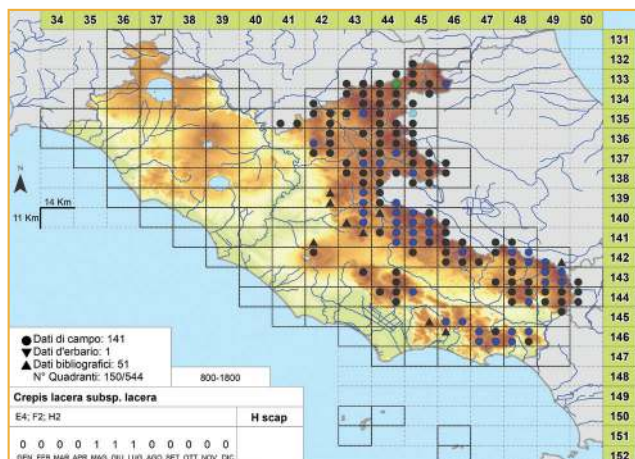 34 35 36 37 38 39 40 41 42 43 44 45 46 47 48 49 50
131
132
133
134
135
136
137
138
139
140
141
142
143
144
145
146
147
148
149
150
151
152
N
14 Km
11 Km
Dati di campo: 141
Dati d'erbario: 1
Dati bibliografici: 51
N° Quadranti: 150/544
800-1800
Crepis lacera subsp. lacera
E4; F2; H2
H scap
0 0 0 0 1 1 1 0 0 0 0 0
GEN FEB MAR APR MAG GIU LUG AGO SET OTT NOV DIC